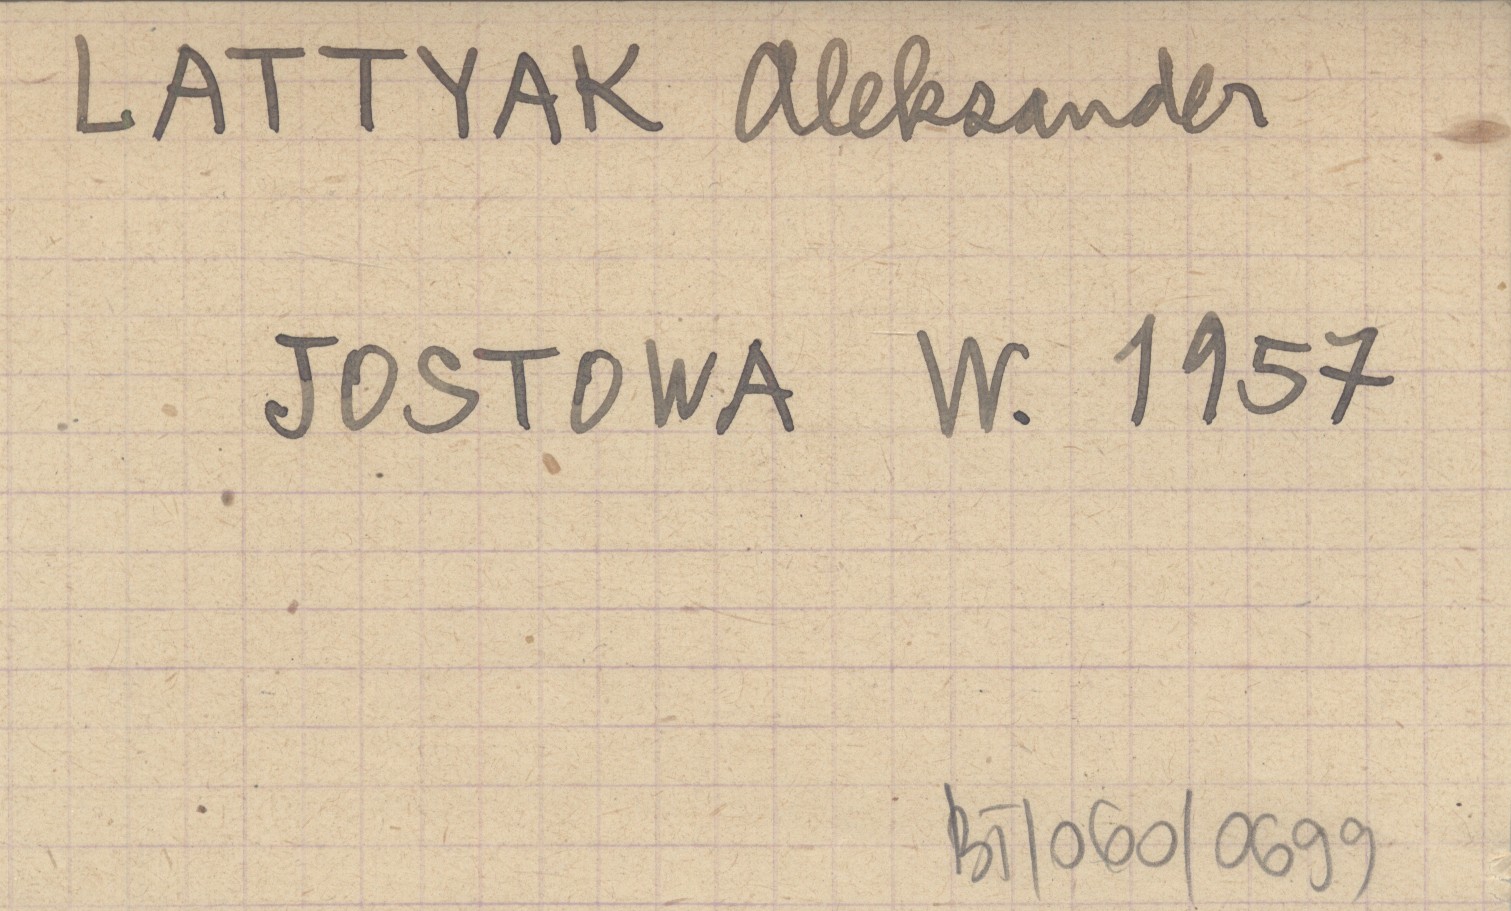 LATTYAK Aleksander
JOSTOWA W. 1957
BT/060/0699